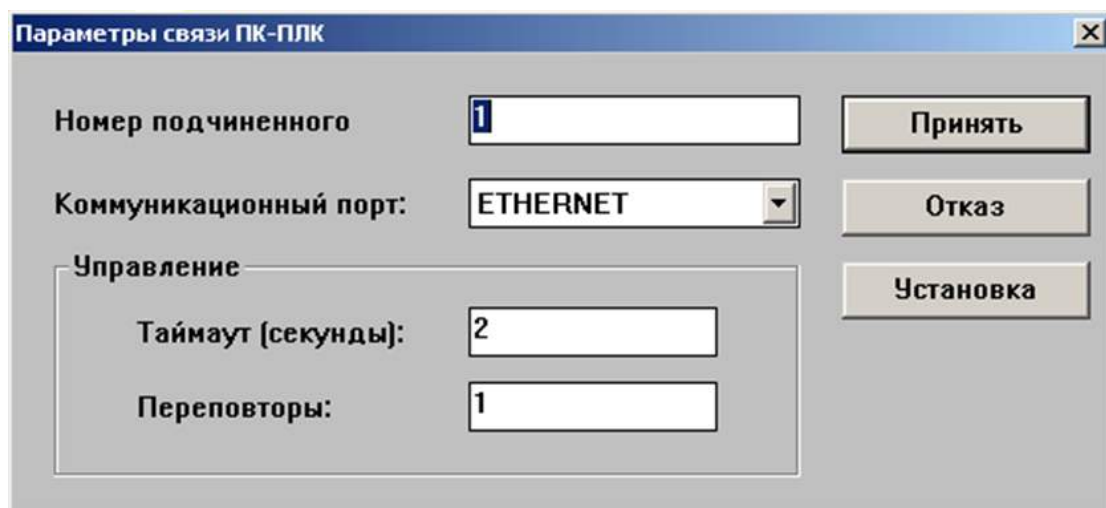 Параметры связи ПК-ПЛК
Номер подчиненного 1 Принять
Коммуникационный порт: ETHERNET Отказ
Управление Установка
Таймаут (секунды): 2
Переповторы: 1